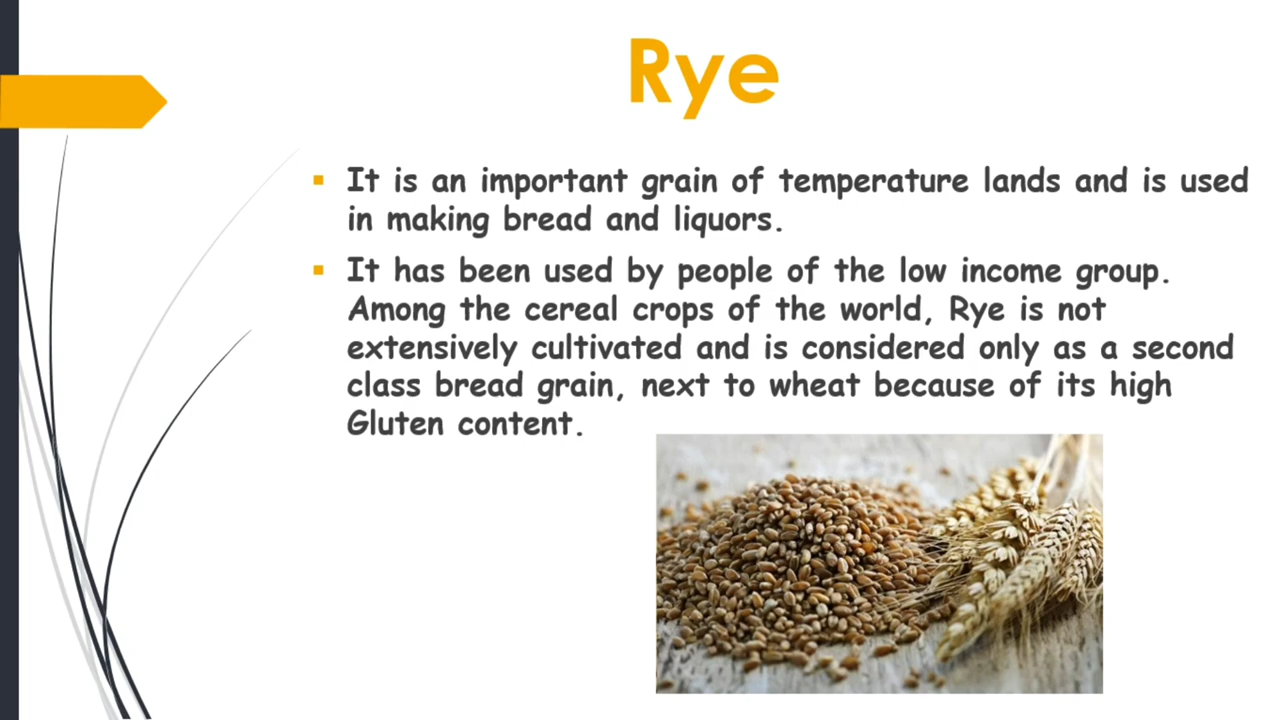 Rye
▪ It is an important grain of temperature lands and is used
in making bread and liquors.
▪ It has been used by people of the low income group.
Among the cereal crops of the world, Rye is not
extensively cultivated and is considered only as a second
class bread grain, next to wheat because of its high
Gluten content.